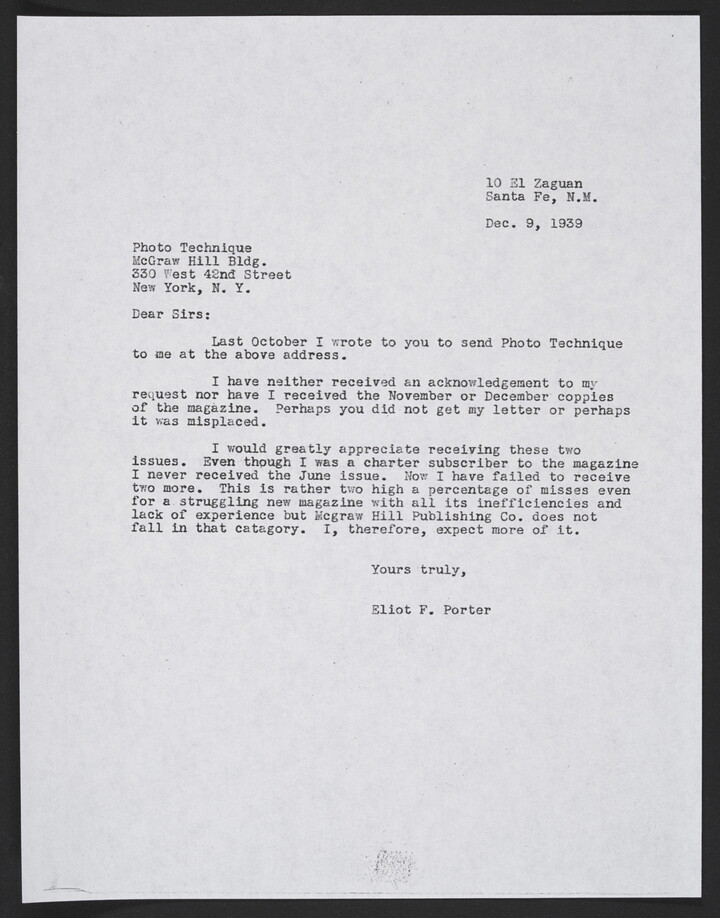 10 El Zaguan
Santa Fe, N.M.
Dec. 9, 1939
Photo Technique
McGraw Hill Bldg.
330 West 42nd Street
New York, N. Y.
Dear Sirs:
Last October I wrote to you to send Photo Technique
to me at the above address.
I have neither received an acknowledgement to my
request nor have I received the November or December coppies
of the magazine. Perhaps you did not get my letter or perhaps
it was misplaced.
I would greatly appreciate receiving these two
issues. Even though I was a charter subscriber to the magazine
I never received the June issue. Now I have failed to receive
two more. This is rather two high a percentage of misses even
for a struggling new magazine with all its inefficiencies and
lack of experience but Mcgraw Hill Publishing Co. does not
fall in that catagory. I, therefore, expect more of it.
Yours truly,
Eliot F. Porter